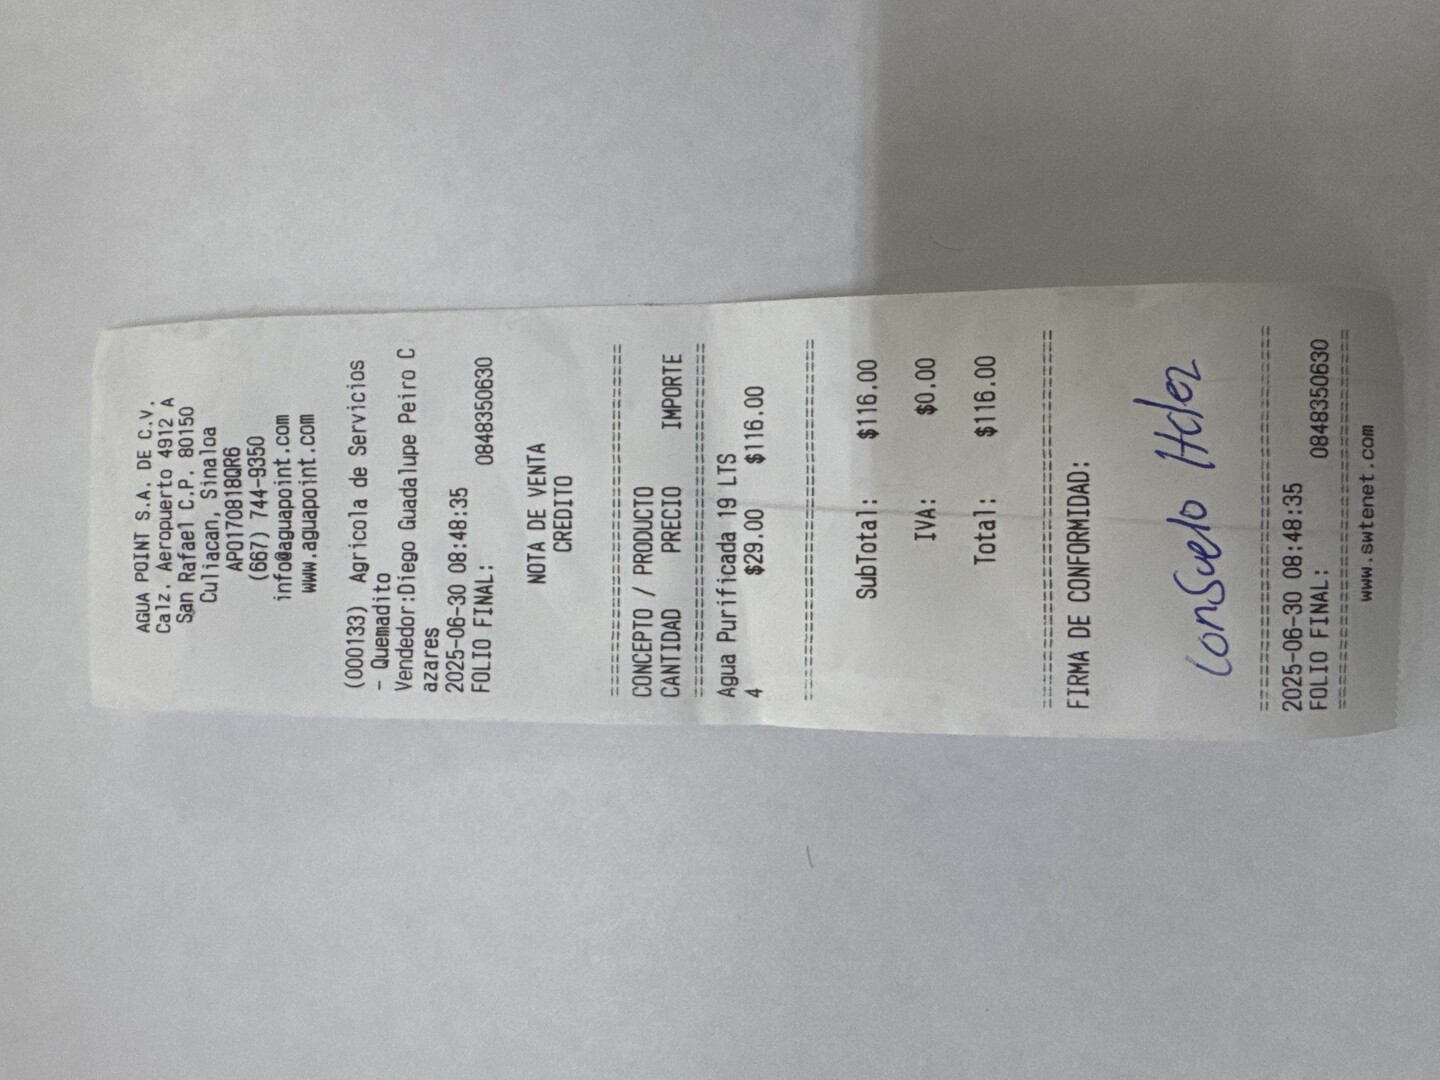 AGUA POINT S.A. DE C.V.
Calz. Aeropuerto 4912 A
San Rafael C.P. 80150
Culiacan, Sinaloa
APO170818QR6
(667) 744-9350
info@aguapoint.com
www.aguapoint.com
(000133) Agricola de Servicios
- Quemadito
Vendedor:Diego Guadalupe Peiro C
azares
2025-06-30 08:48:35
FOLIO FINAL: 0848350630
NOTA DE VENTA
CREDITO
================================
CONCEPTO / PRODUCTO
CANTIDAD PRECIO IMPORTE
================================
Agua Purificada 19 LTS
4 $29.00 $116.00
================================
SubTotal: $116.00
IVA: $0.00
Total: $116.00
================================
FIRMA DE CONFORMIDAD:
Consuelo Hdez
================================
2025-06-30 08:48:35
FOLIO FINAL: 0848350630
================================
www.swtenet.com